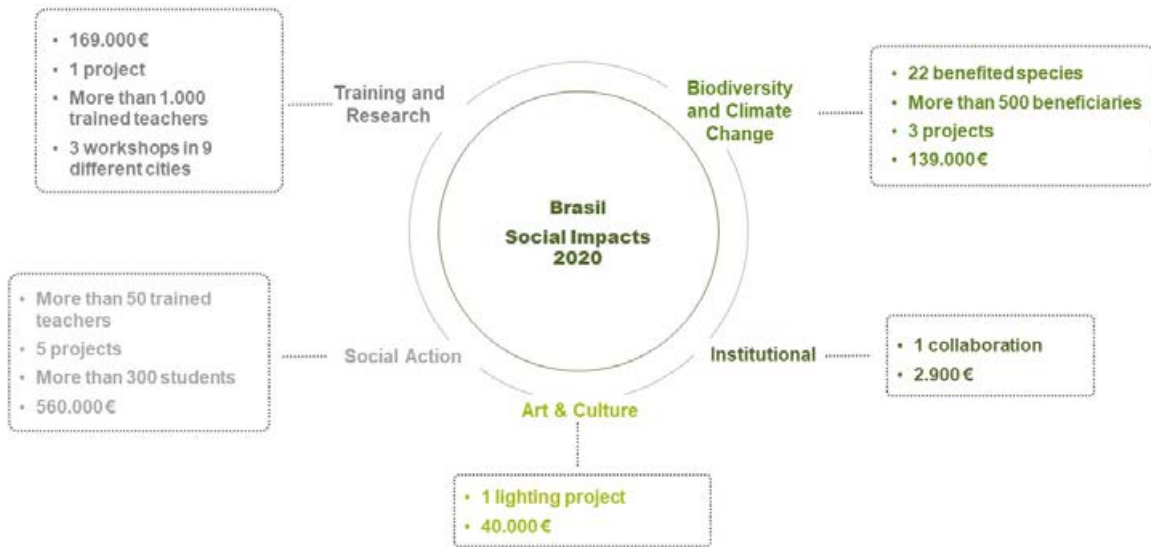 • 169.000 €
• 1 project
• More than 1.000
trained teachers
• 3 workshops in 9
different cities
Training and
Research
Biodiversity
and Climate
Change
• 22 benefited species
• More than 500 beneficiaries
• 3 projects
• 139.000 €
Brasil
Social Impacts
2020
• More than 50 trained
teachers
• 5 projects
• More than 300 students
• 560.000 €
Social Action
Institutional
• 1 collaboration
• 2.900 €
Art & Culture
• 1 lighting project
• 40.000 €